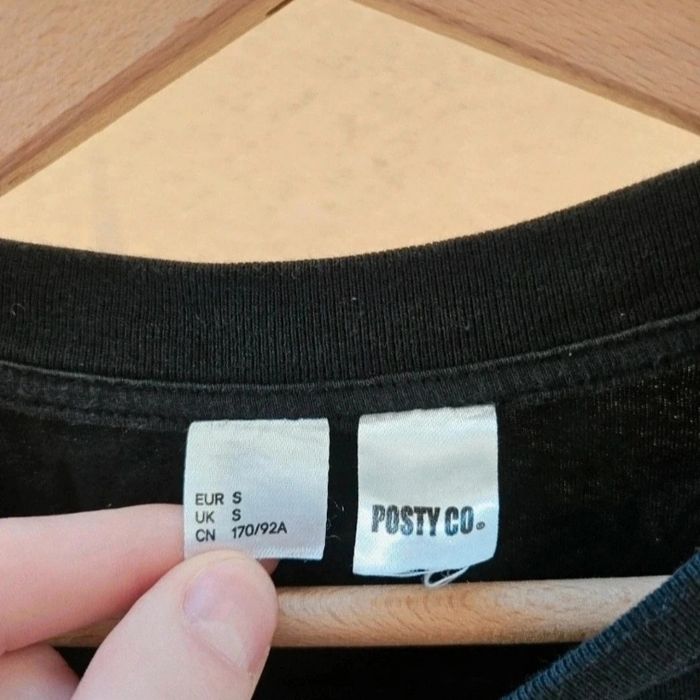 EUR S
UK S
CN 170/92A
POSTY CO.